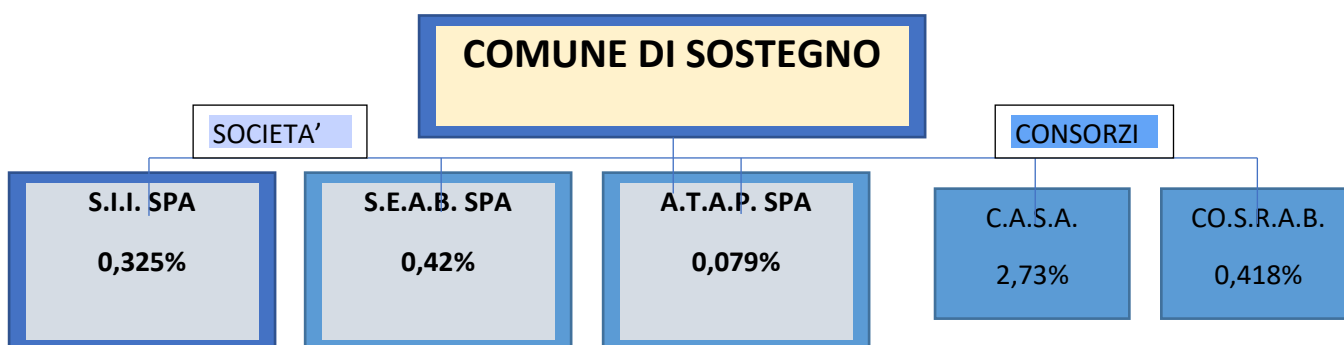 COMUNE DI SOSTEGNO
SOCIETA’
CONSORZI
S.I.I. SPA
0,325%
S.E.A.B. SPA
0,42%
A.T.A.P. SPA
0,079%
C.A.S.A.
2,73%
CO.S.R.A.B.
0,418%